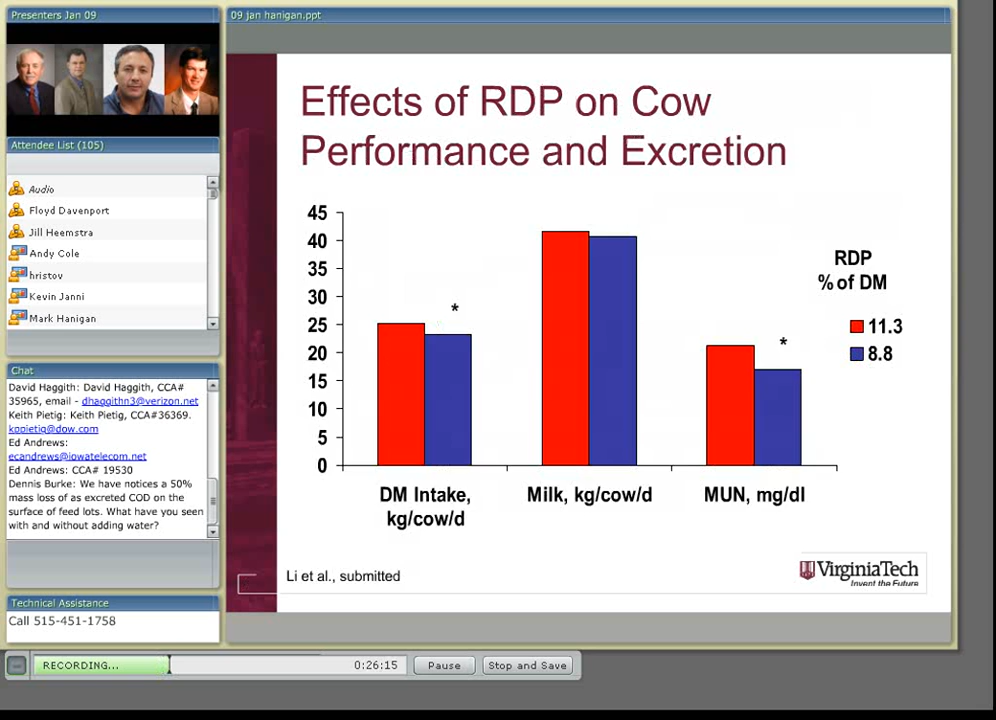 Presenters Jan 09
Attendee List (105)
Audio
Floyd Davenport
Jill Heemstra
Andy Cole
hristov
Kevin Janni
Mark Hanigan
Chat
David Haggith: David Haggith, CCA#
35965, email - dhaggithn3@verizon.net
Keith Pietig: Keith Pietig, CCA#36369.
kppietig@dow.com
Ed Andrews:
ecandrews@iowatelecom.net
Ed Andrews: CCA# 19530
Dennis Burke: We have notices a 50%
mass loss of as excreted COD on the
surface of feed lots. What have you seen
with and without adding water?
Technical Assistance
Call 515-451-1758
09 jan hanigan.ppt
Effects of RDP on Cow
Performance and Excretion
45
40
35
30
25
20
15
10
5
0
*
*
DM Intake,
kg/cow/d
Milk, kg/cow/d
MUN, mg/dl
RDP
% of DM
11.3
8.8
Li et al., submitted
VirginiaTech
Invent the Future
RECORDING...
0:26:15
Pause
Stop and Save